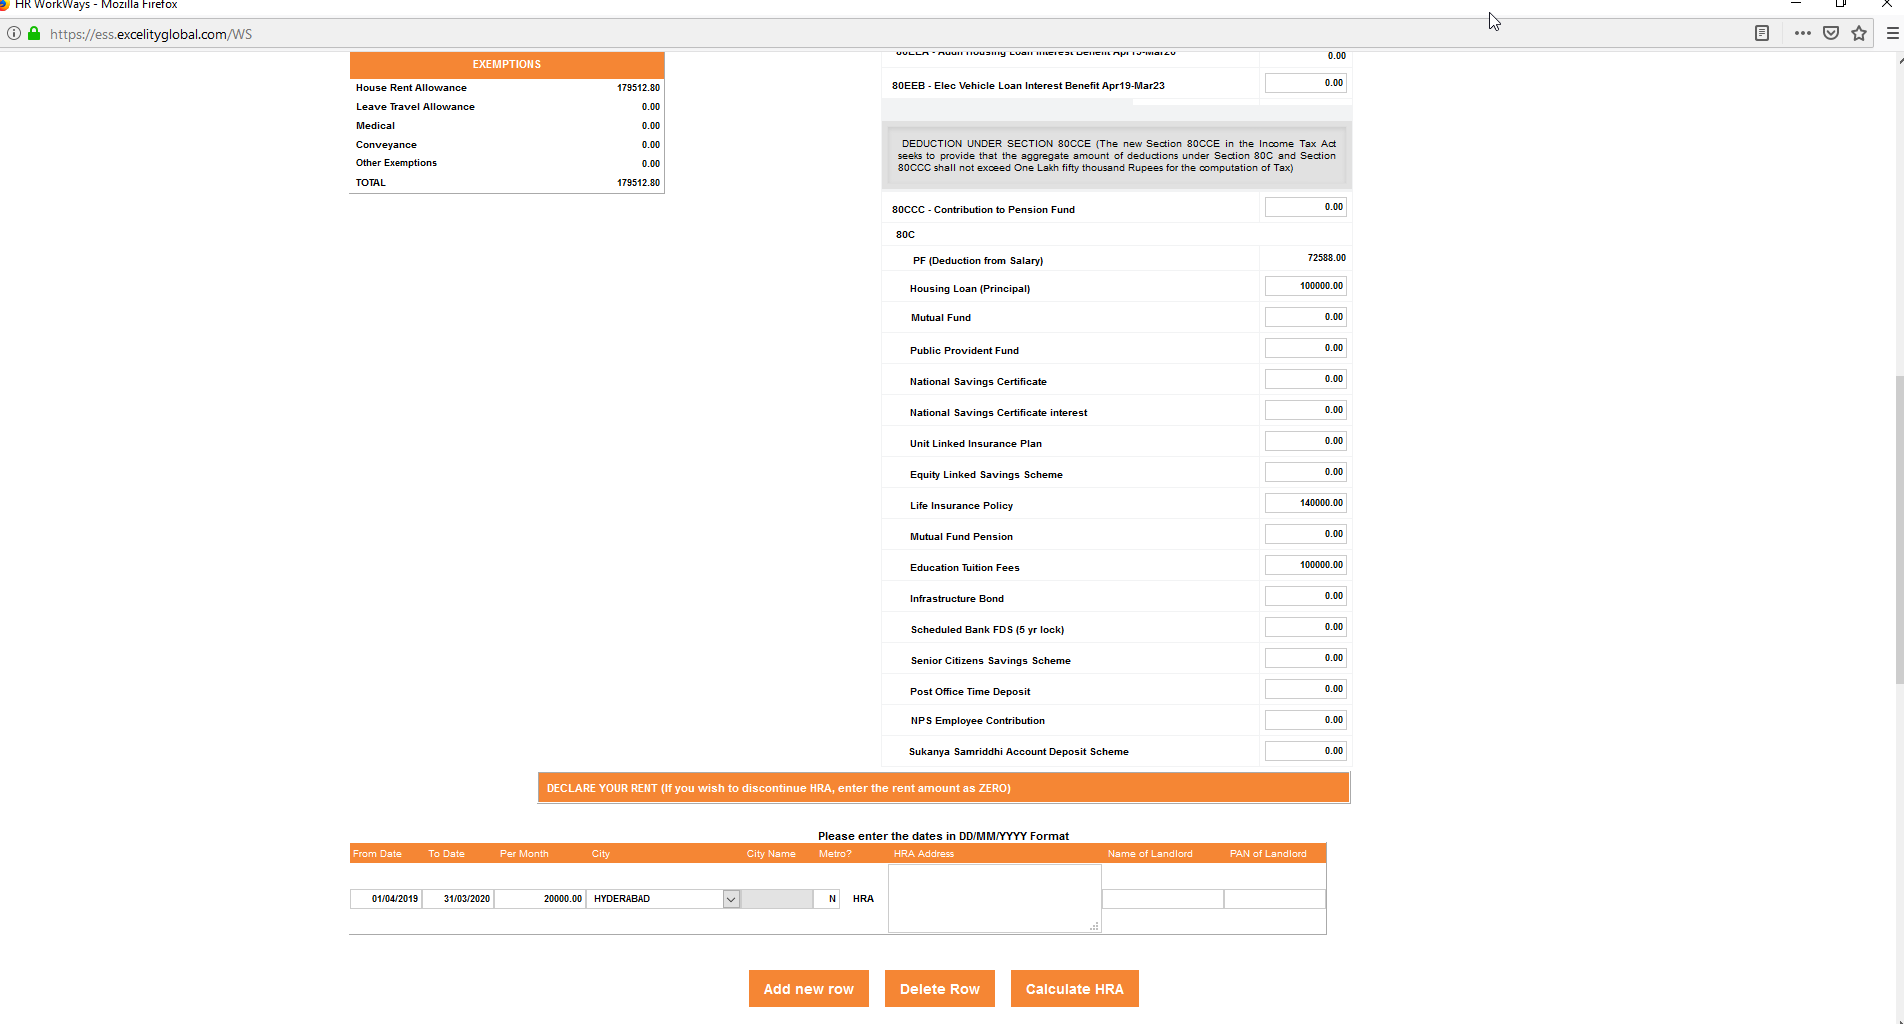 HR WorkWays - Mozilla Firefox
https://ess.excelityglobal.com/WS
EXEMPTIONS
House Rent Allowance 179512.80
Leave Travel Allowance 0.00
Medical 0.00
Conveyance 0.00
Other Exemptions 0.00
TOTAL 179512.80
80EEA - Addn Housing Loan Interest Benefit Apr19-Mar20 0.00
80EEB - Elec Vehicle Loan Interest Benefit Apr19-Mar23 0.00
DEDUCTION UNDER SECTION 80CCE (The new Section 80CCE in the Income Tax Act
seeks to provide that the aggregate amount of deductions under Section 80C and Section
80CCC shall not exceed One Lakh fifty thousand Rupees for the computation of Tax)
80CCC - Contribution to Pension Fund 0.00
80C
PF (Deduction from Salary) 72588.00
Housing Loan (Principal) 100000.00
Mutual Fund 0.00
Public Provident Fund 0.00
National Savings Certificate 0.00
National Savings Certificate interest 0.00
Unit Linked Insurance Plan 0.00
Equity Linked Savings Scheme 0.00
Life Insurance Policy 140000.00
Mutual Fund Pension 0.00
Education Tuition Fees 100000.00
Infrastructure Bond 0.00
Scheduled Bank FDS (5 yr lock) 0.00
Senior Citizens Savings Scheme 0.00
Post Office Time Deposit 0.00
NPS Employee Contribution 0.00
Sukanya Samriddhi Account Deposit Scheme 0.00
DECLARE YOUR RENT (If you wish to discontinue HRA, enter the rent amount as ZERO)
Please enter the dates in DD/MM/YYYY Format
From Date To Date Per Month City City Name Metro? HRA Address Name of Landlord PAN of Landlord
01/04/2019 31/03/2020 20000.00 HYDERABAD N HRA
Add new row Delete Row Calculate HRA